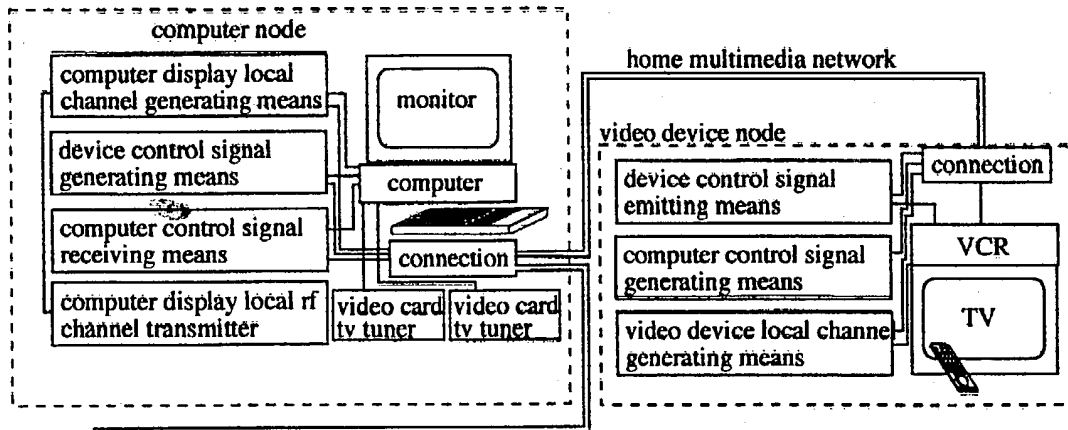 computer node
computer display local
channel generating means
monitor
device control signal
generating means
computer
computer control signal
receiving means
connection
computer display local rf
channel transmitter
video card
tv tuner
video card
tv tuner
home multimedia network
video device node
connection
device control signal
emitting means
VCR
computer control signal
generating means
TV
video device local channel
generating means